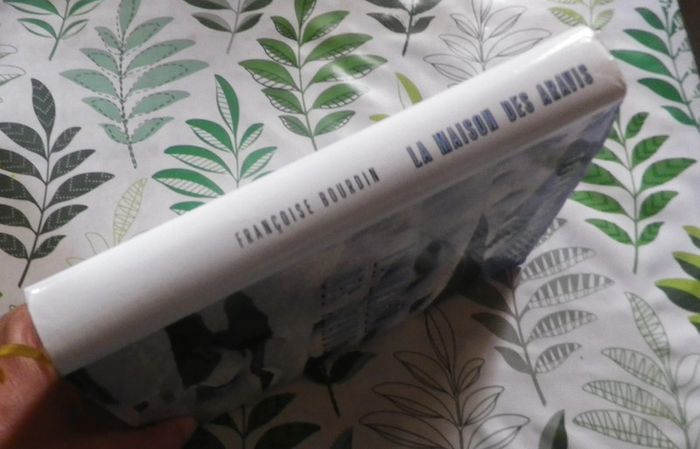 FRANÇOISE BOURDIN
LA MAISON DES ARAVIS